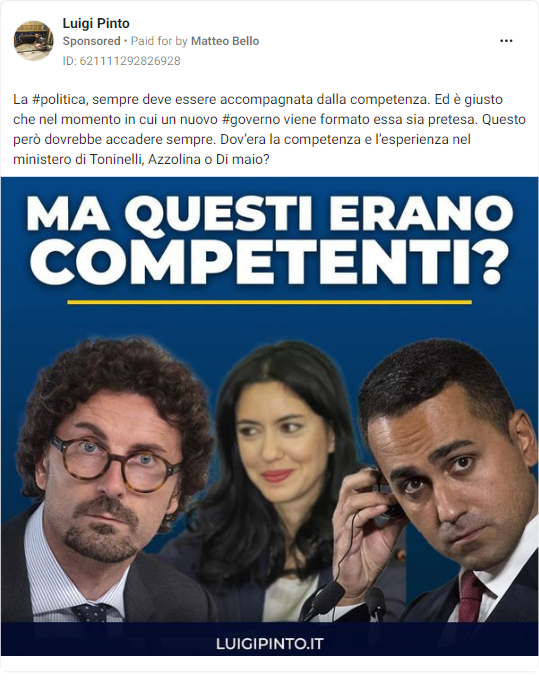 Luigi Pinto
Sponsored • Paid for by Matteo Bello
ID: 621111292826928
La #politica, sempre deve essere accompagnata dalla competenza. Ed è giusto
che nel momento in cui un nuovo #governo viene formato essa sia pretesa. Questo
però dovrebbe accadere sempre. Dov’era la competenza e l’esperienza nel
ministero di Toninelli, Azzolina o Di maio?
MA QUESTI ERANO
COMPETENTI?
LUIGIPINTO.IT